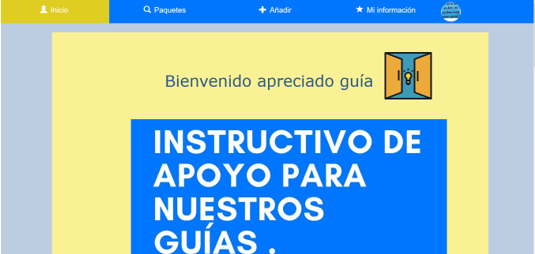 Inicio
Paquetes
Añadir
Mi información
Bienvenido apreciado guía
INSTRUCTIVO DE
APOYO PARA
NUESTROS
GUÍAS .